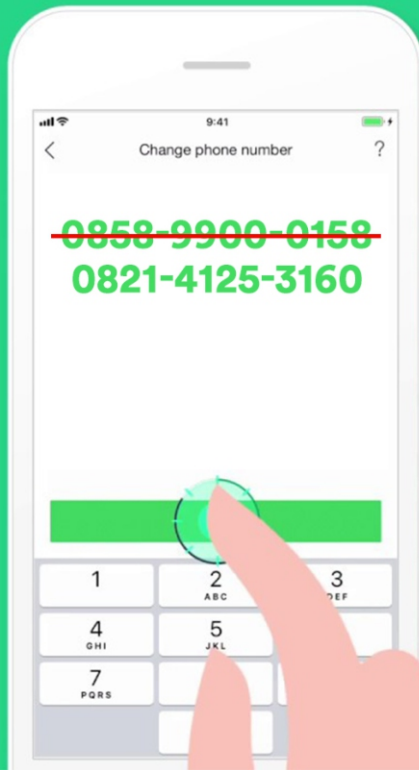 9:41
Change phone number ?
0858-9900-0158
0821-4125-3160
1 2 3
ABC DEF
4 5
GHI JKL
7
PQRS